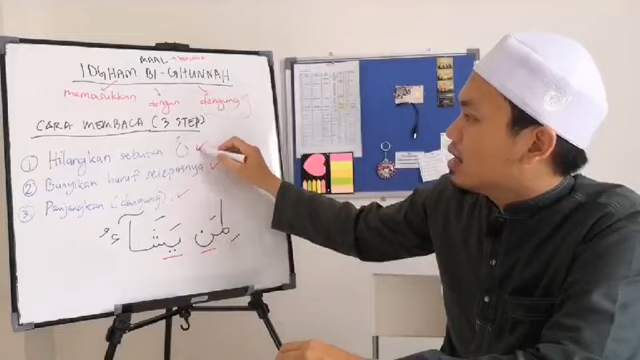 MAAL
IDGHAM BI-GHUNNAH
memasukkan dengan dengung
CARA MEMBACA (3 STEP)
① Hilangkan sebutan نْ ✓
② Bunyikan huruf selepasnya ✓
③ Panjangkan (dengung) ✓
لِمَن يَشَآءُ